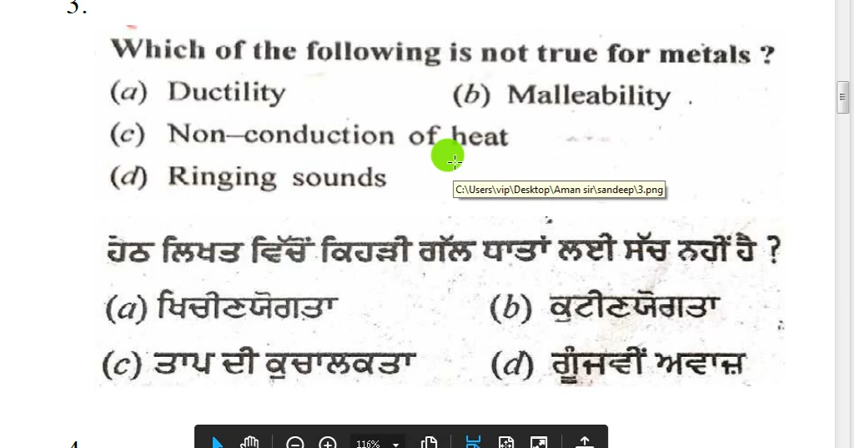 3.
Which of the following is not true for metals ?
(a) Ductility (b) Malleability
(c) Non–conduction of heat
(d) Ringing sounds
C:\Users\vip\Desktop\Aman sir\sandeep\3.png
ਹੇਠ ਲਿਖਤ ਵਿੱਚੋਂ ਕਿਹੜੀ ਗੱਲ ਧਾਤਾਂ ਲਈ ਸੱਚ ਨਹੀਂ ਹੈ ?
(a) ਖਿਚੀਣਯੋਗਤਾ (b) ਕੁਟੀਣਯੋਗਤਾ
(c) ਤਾਪ ਦੀ ਕੁਚਾਲਕਤਾ (d) ਗੂੰਜਵੀਂ ਅਵਾਜ਼
116%